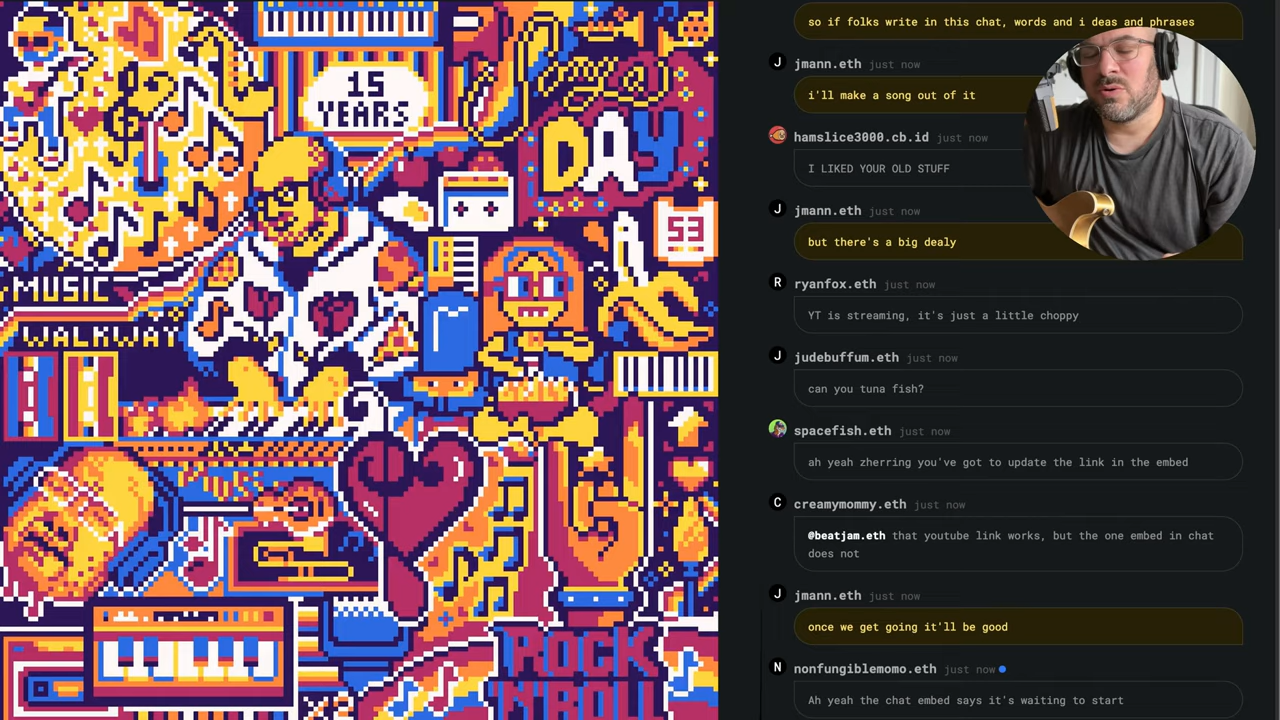 15
YEARS
DAY
53
MUSIC
WALKWAY
ROCK
'N'ROLL
so if folks write in this chat, words and i deas and phrases
J jmann.eth just now
i'll make a song out of it
hamslice3000.cb.id just now
I LIKED YOUR OLD STUFF
J jmann.eth just now
but there's a big dealy
R ryanfox.eth just now
YT is streaming, it's just a little choppy
J judebuffum.eth just now
can you tuna fish?
spacefish.eth just now
ah yeah zherring you've got to update the link in the embed
C creamymommy.eth just now
@beatjam.eth that youtube link works, but the one embed in chat
does not
J jmann.eth just now
once we get going it'll be good
N nonfungiblemomo.eth just now
Ah yeah the chat embed says it's waiting to start